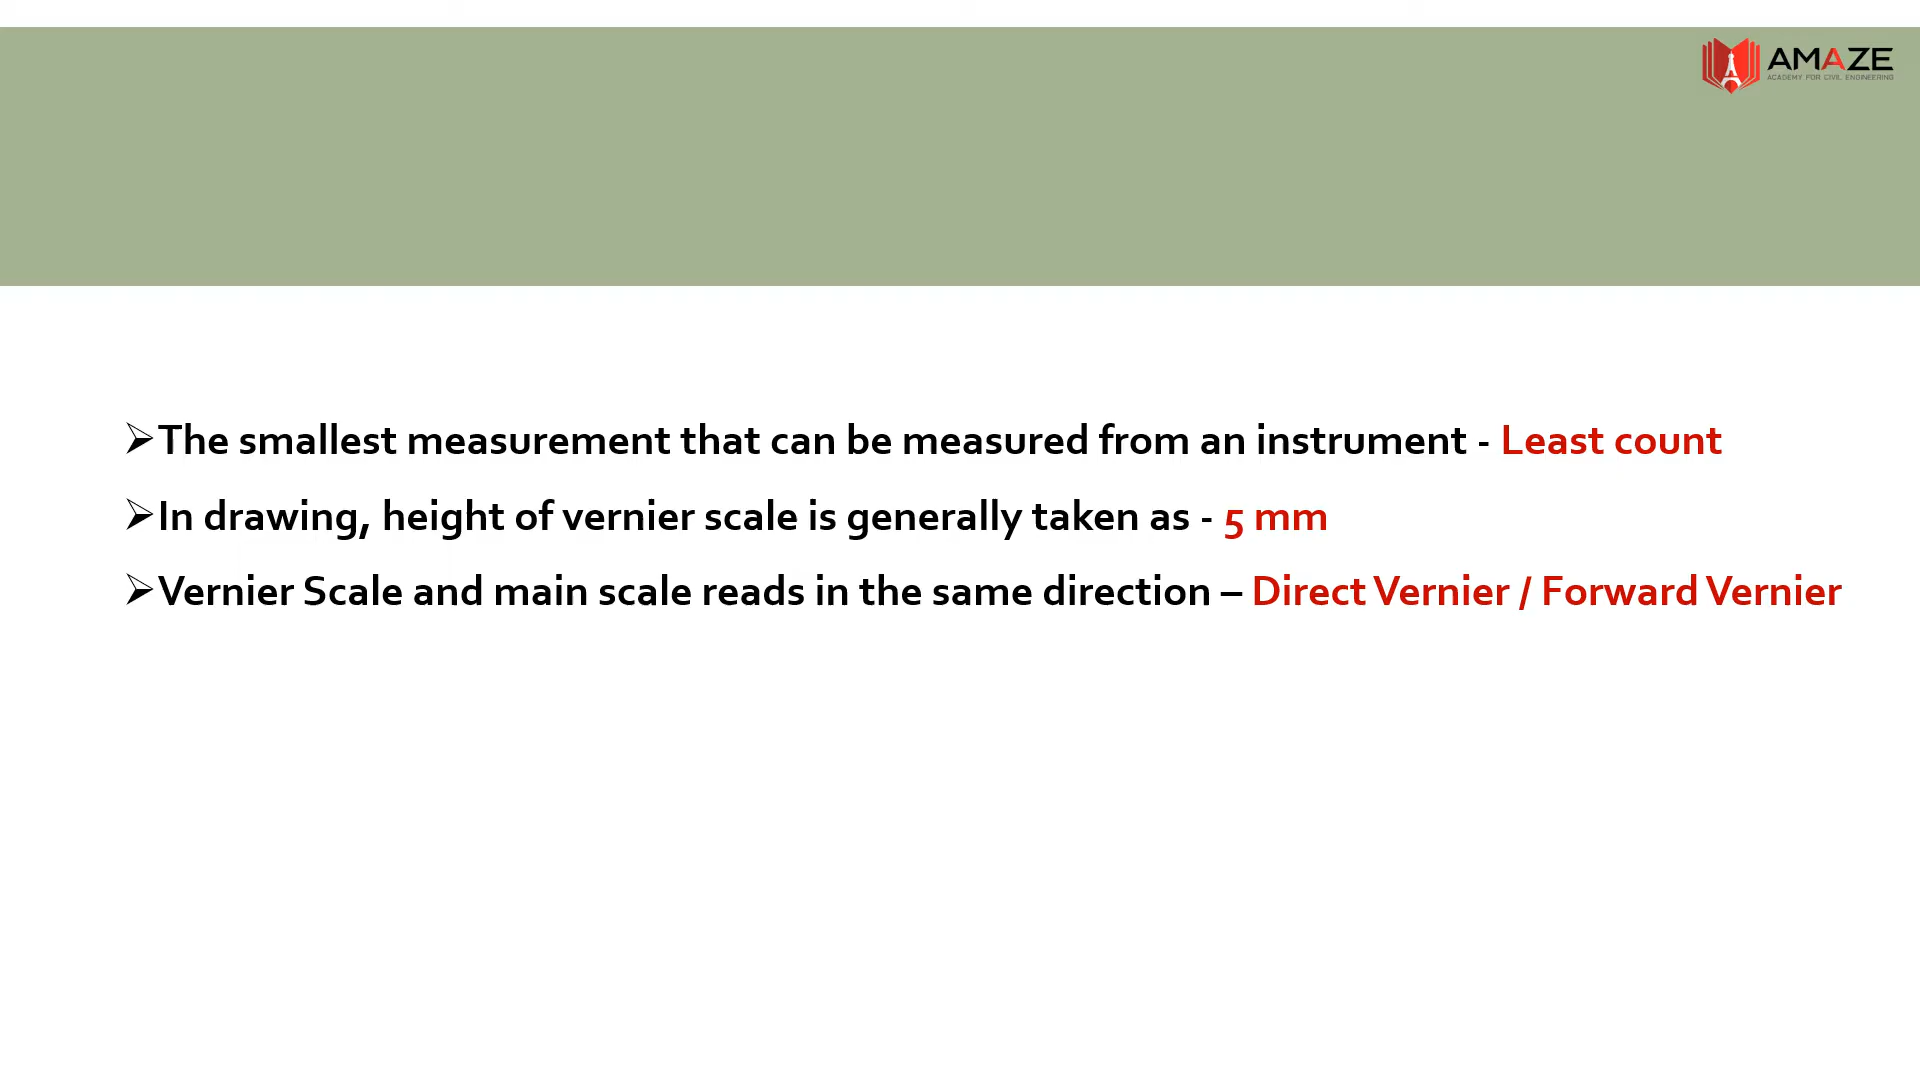 AMAZE
ACADEMY FOR CIVIL ENGINEERING
➢The smallest measurement that can be measured from an instrument - Least count
➢In drawing, height of vernier scale is generally taken as - 5 mm
➢Vernier Scale and main scale reads in the same direction – Direct Vernier / Forward Vernier